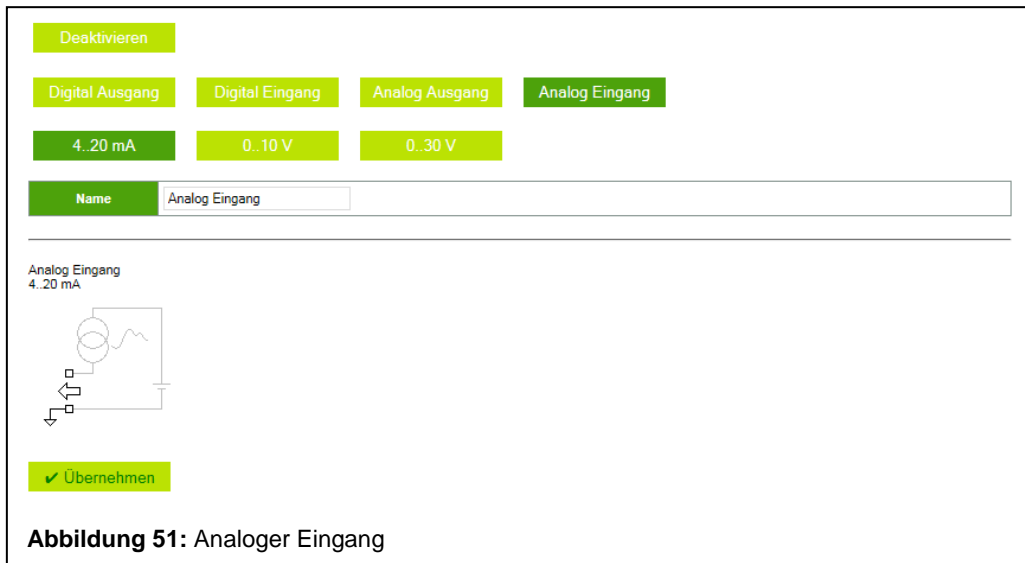 Deaktivieren
Digital Ausgang Digital Eingang Analog Ausgang Analog Eingang
4..20 mA 0..10 V 0..30 V
Name Analog Eingang
Analog Eingang
4..20 mA
✔ Übernehmen
Abbildung 51: Analoger Eingang